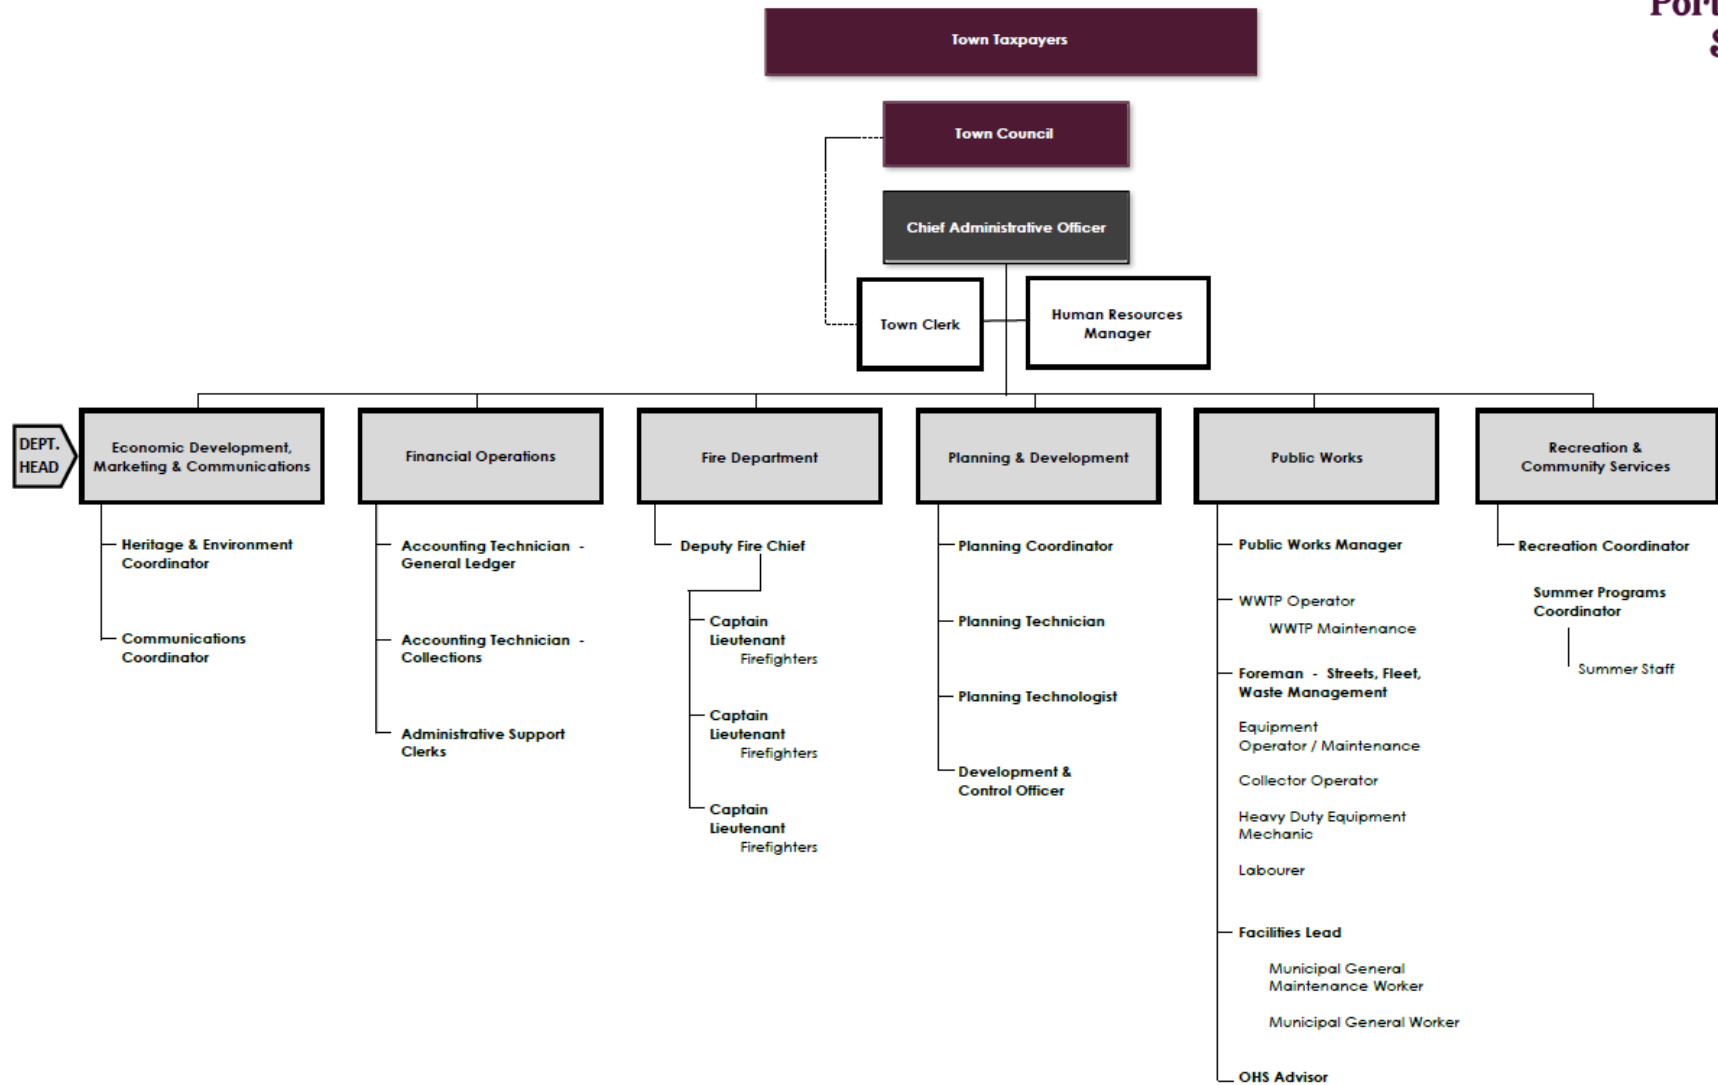 Town Taxpayers
Town Council
Chief Administrative Officer
Town Clerk
Human Resources
Manager
DEPT.
HEAD
Economic Development,
Marketing & Communications
Financial Operations
Fire Department
Planning & Development
Public Works
Recreation &
Community Services
Heritage & Environment
Coordinator
Communications
Coordinator
Accounting Technician -
General Ledger
Accounting Technician -
Collections
Administrative Support
Clerks
Deputy Fire Chief
Captain
Lieutenant
Firefighters
Captain
Lieutenant
Firefighters
Captain
Lieutenant
Firefighters
Planning Coordinator
Planning Technician
Planning Technologist
Development &
Control Officer
Public Works Manager
WWTP Operator
WWTP Maintenance
Foreman - Streets, Fleet,
Waste Management
Equipment
Operator / Maintenance
Collector Operator
Heavy Duty Equipment
Mechanic
Labourer
Facilities Lead
Municipal General
Maintenance Worker
Municipal General Worker
OHS Advisor
Recreation Coordinator
Summer Programs
Coordinator
Summer Staff